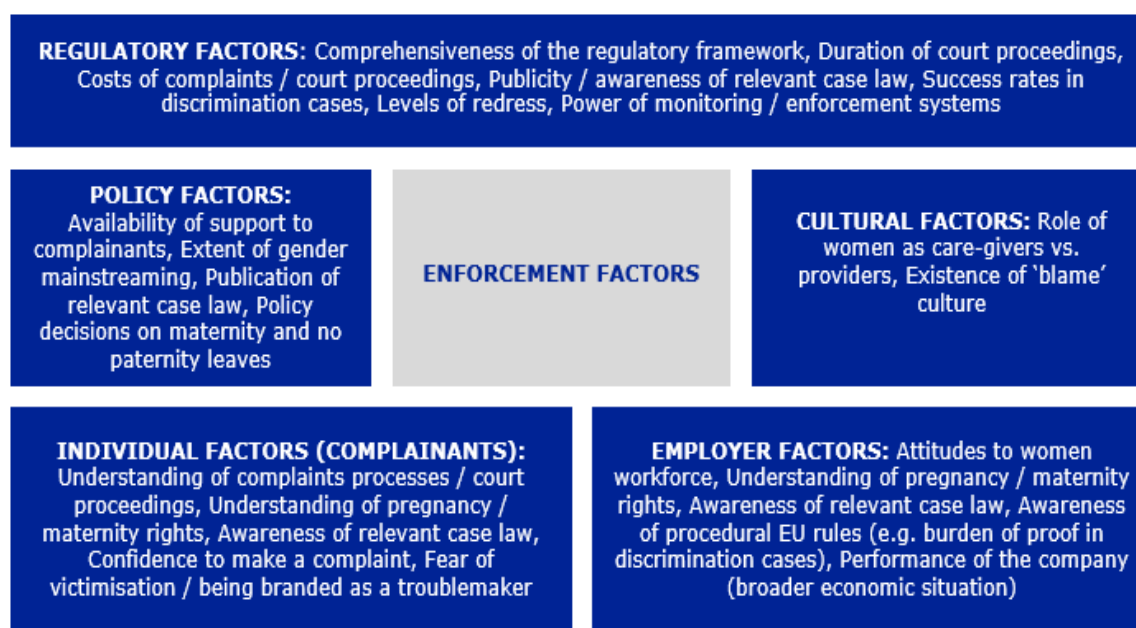 REGULATORY FACTORS: Comprehensiveness of the regulatory framework, Duration of court proceedings,
Costs of complaints / court proceedings, Publicity / awareness of relevant case law, Success rates in
discrimination cases, Levels of redress, Power of monitoring / enforcement systems
POLICY FACTORS:
Availability of support to
complainants, Extent of gender
mainstreaming, Publication of
relevant case law, Policy
decisions on maternity and no
paternity leaves
ENFORCEMENT FACTORS
CULTURAL FACTORS: Role of
women as care-givers vs.
providers, Existence of ‘blame’
culture
INDIVIDUAL FACTORS (COMPLAINANTS):
Understanding of complaints processes / court
proceedings, Understanding of pregnancy /
maternity rights, Awareness of relevant case law,
Confidence to make a complaint, Fear of
victimisation / being branded as a troublemaker
EMPLOYER FACTORS: Attitudes to women
workforce, Understanding of pregnancy / maternity
rights, Awareness of relevant case law, Awareness
of procedural EU rules (e.g. burden of proof in
discrimination cases), Performance of the company
(broader economic situation)